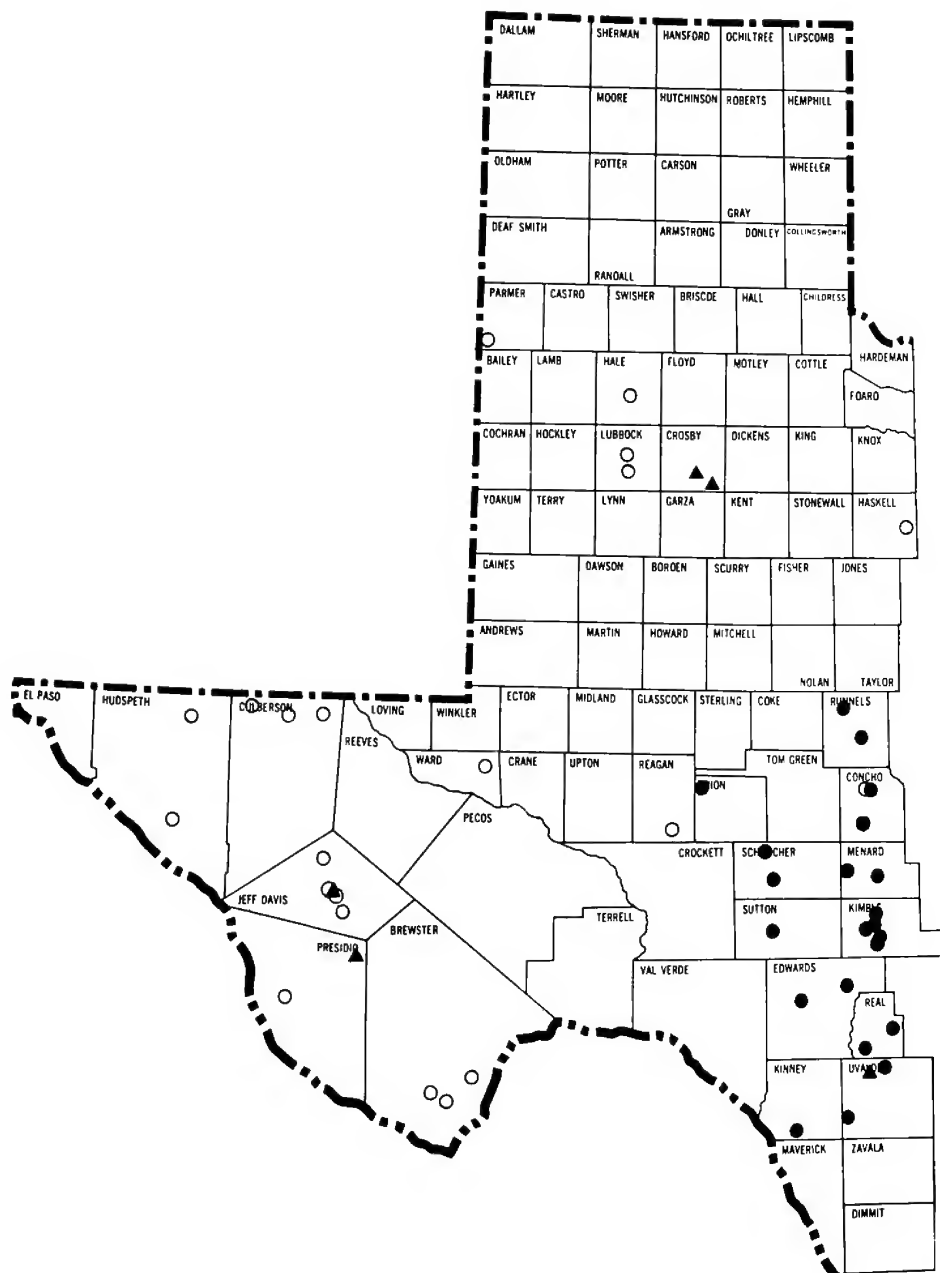 DALLAM SHERMAN HANSFORD OCHILTREE LIPSCOMB
HARTLEY MOORE HUTCHINSON ROBERTS HEMPHILL
OLDHAM POTTER CARSON WHEELER
GRAY
DEAF SMITH ARMSTRONG DONLEY COLLINGSWORTH
RANDALL
PARMER CASTRO SWISHER BRISCOE HALL CHILDRESS
HARDEMAN
BAILEY LAMB HALE FLOYD MOTLEY COTTLE
FOARD
COCHRAN HOCKLEY LUBBOCK CROSBY DICKENS KING KNOX
YOAKUM TERRY LYNN GARZA KENT STONEWALL HASKELL
GAINES DAWSON BORDEN SCURRY FISHER JONES
ANDREWS MARTIN HOWARD MITCHELL
NOLAN TAYLOR
EL PASO HUDSPETH CULBERSON LOVING WINKLER ECTOR MIDLAND GLASSCOCK STERLING COKE RUNNELS
REEVES WARD CRANE UPTON REAGAN TOM GREEN
IRION CONCHO
PECOS
CROCKETT SCHLEICHER MENARD
JEFF DAVIS BREWSTER TERRELL SUTTON KIMBLE
PRESIDIO
VAL VERDE EDWARDS
REAL
KINNEY UVALDE
MAVERICK ZAVALA
DIMMIT